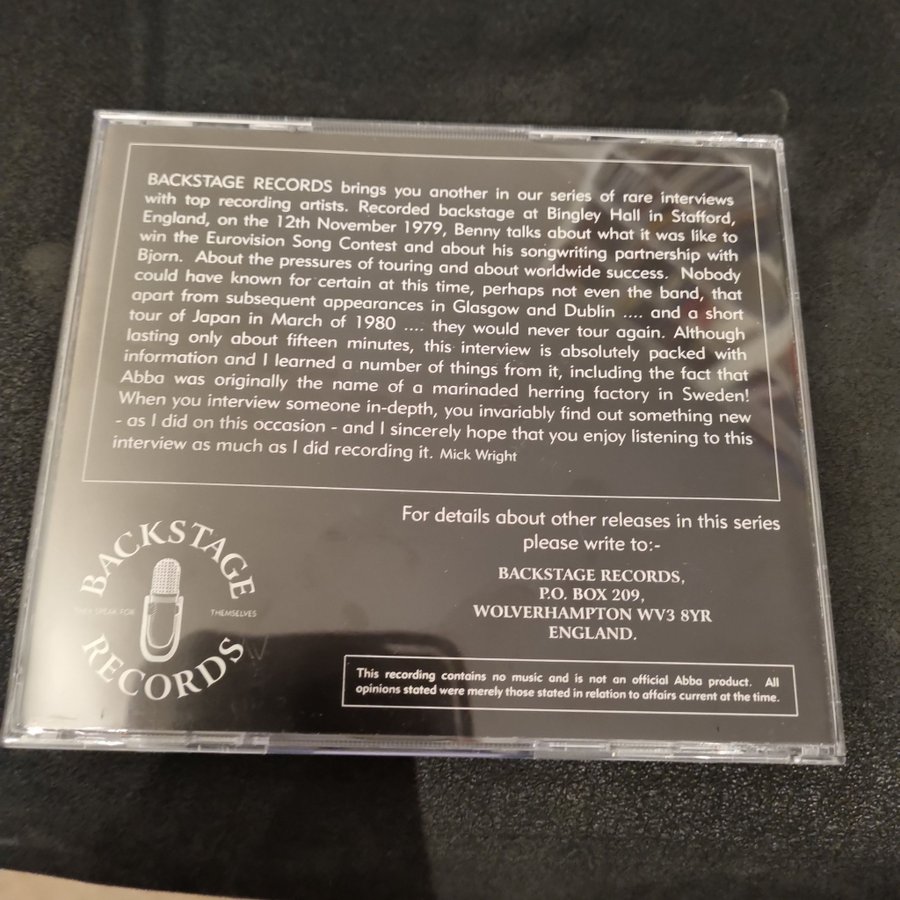 BACKSTAGE RECORDS brings you another in our series of rare interviews
with top recording artists. Recorded backstage at Bingley Hall in Stafford,
England, on the 12th November 1979, Benny talks about what it was like to
win the Eurovision Song Contest and about his songwriting partnership with
Bjorn. About the pressures of touring and about worldwide success. Nobody
could have known for certain at this time, perhaps not even the band, that
apart from subsequent appearances in Glasgow and Dublin .... and a short
tour of Japan in March of 1980 .... they would never tour again. Although
lasting only about fifteen minutes, this interview is absolutely packed with
information and I learned a number of things from it, including the fact that
Abba was originally the name of a marinaded herring factory in Sweden!
When you interview someone in-depth, you invariably find out something new
- as I did on this occasion - and I sincerely hope that you enjoy listening to this
interview as much as I did recording it. Mick Wright
For details about other releases in this series
please write to:-
BACKSTAGE RECORDS,
P.O. BOX 209,
WOLVERHAMPTON WV3 8YR
ENGLAND.
BACKSTAGE
THEY SPEAK FOR THEMSELVES
RECORDS
This recording contains no music and is not an official Abba product. All
opinions stated were merely those stated in relation to affairs current at the time.